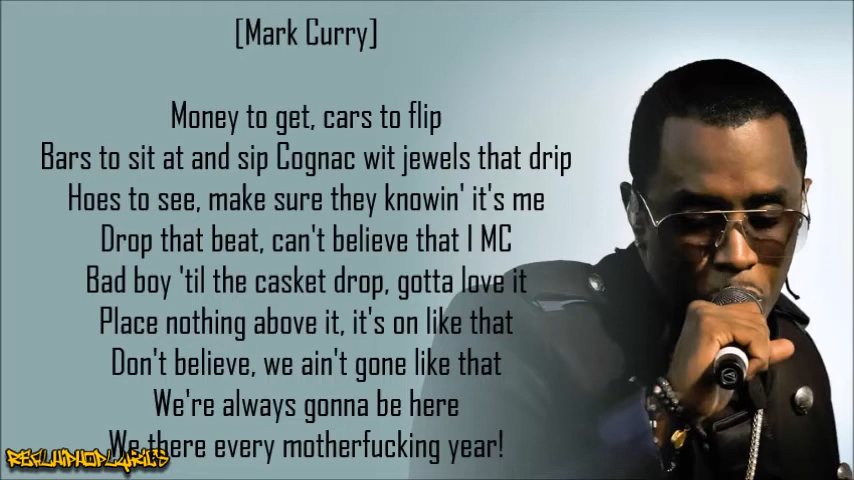 [Mark Curry]
Money to get, cars to flip
Bars to sit at and sip Cognac wit jewels that drip
Hoes to see, make sure they knowin' it's me
Drop that beat, can't believe that I MC
Bad boy 'til the casket drop, gotta love it
Place nothing above it, it's on like that
Don't believe, we ain't gone like that
We're always gonna be here
We there every motherfucking year!
REALHIPHOPLYRICS